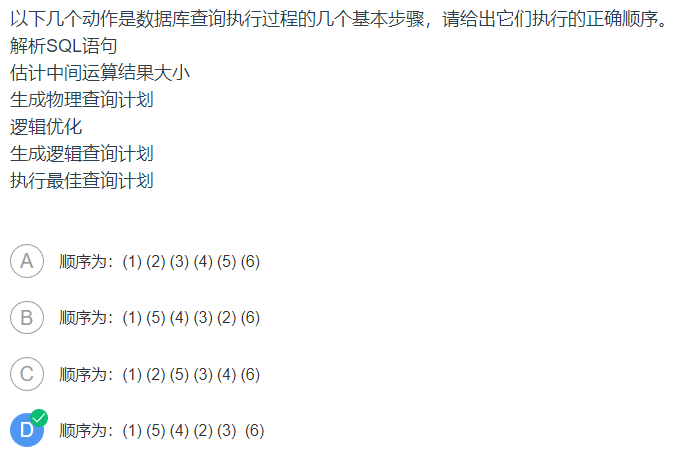 以下几个动作是数据库查询执行过程的几个基本步骤，请给出它们执行的正确顺序。
解析SQL语句
估计中间运算结果大小
生成物理查询计划
逻辑优化
生成逻辑查询计划
执行最佳查询计划
A 顺序为：(1) (2) (3) (4) (5) (6)
B 顺序为：(1) (5) (4) (3) (2) (6)
C 顺序为：(1) (2) (5) (3) (4) (6)
D 顺序为：(1) (5) (4) (2) (3) (6)